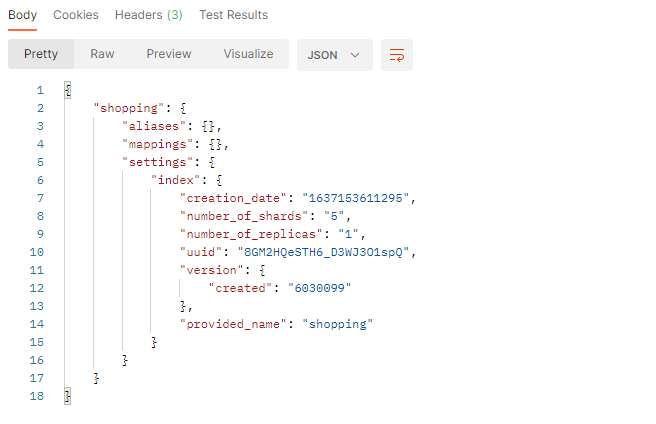 Body Cookies Headers (3) Test Results
Pretty Raw Preview Visualize JSON
1 {
2 "shopping": {
3 "aliases": {},
4 "mappings": {},
5 "settings": {
6 "index": {
7 "creation_date": "1637153611295",
8 "number_of_shards": "5",
9 "number_of_replicas": "1",
10 "uuid": "8GM2HQeSTH6_D3WJ3O1spQ",
11 "version": {
12 "created": "6030099"
13 },
14 "provided_name": "shopping"
15 }
16 }
17 }
18 }